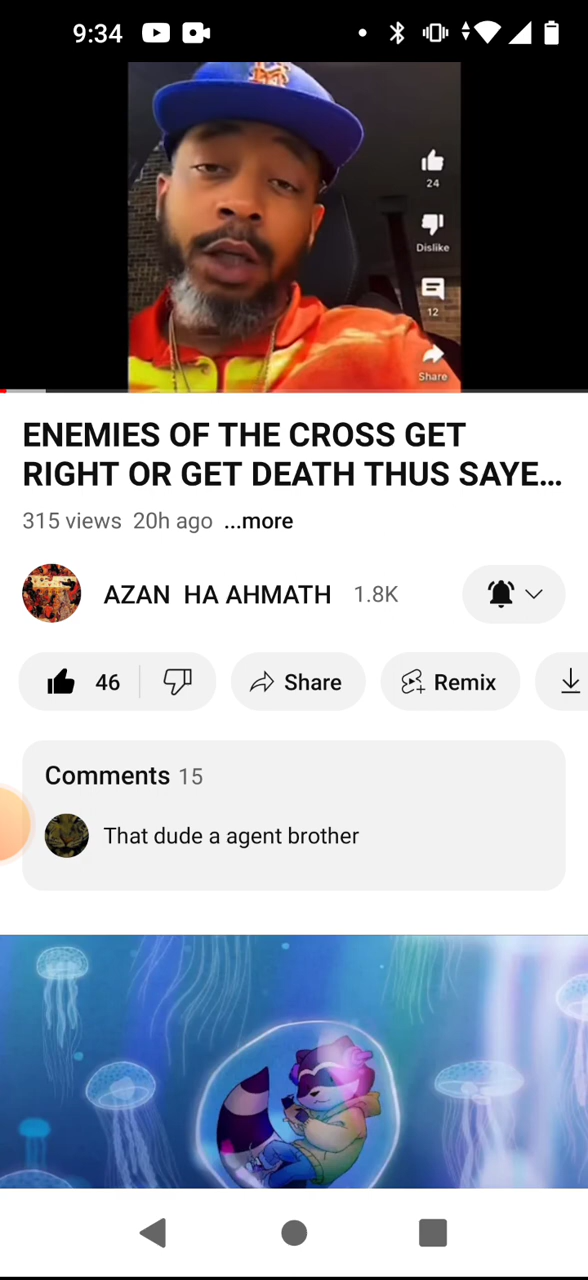 9:34
24
Dislike
12
Share
ENEMIES OF THE CROSS GET
RIGHT OR GET DEATH THUS SAYE...
315 views 20h ago ...more
AZAN HA AHMATH 1.8K
46 Share Remix
Comments 15
That dude a agent brother